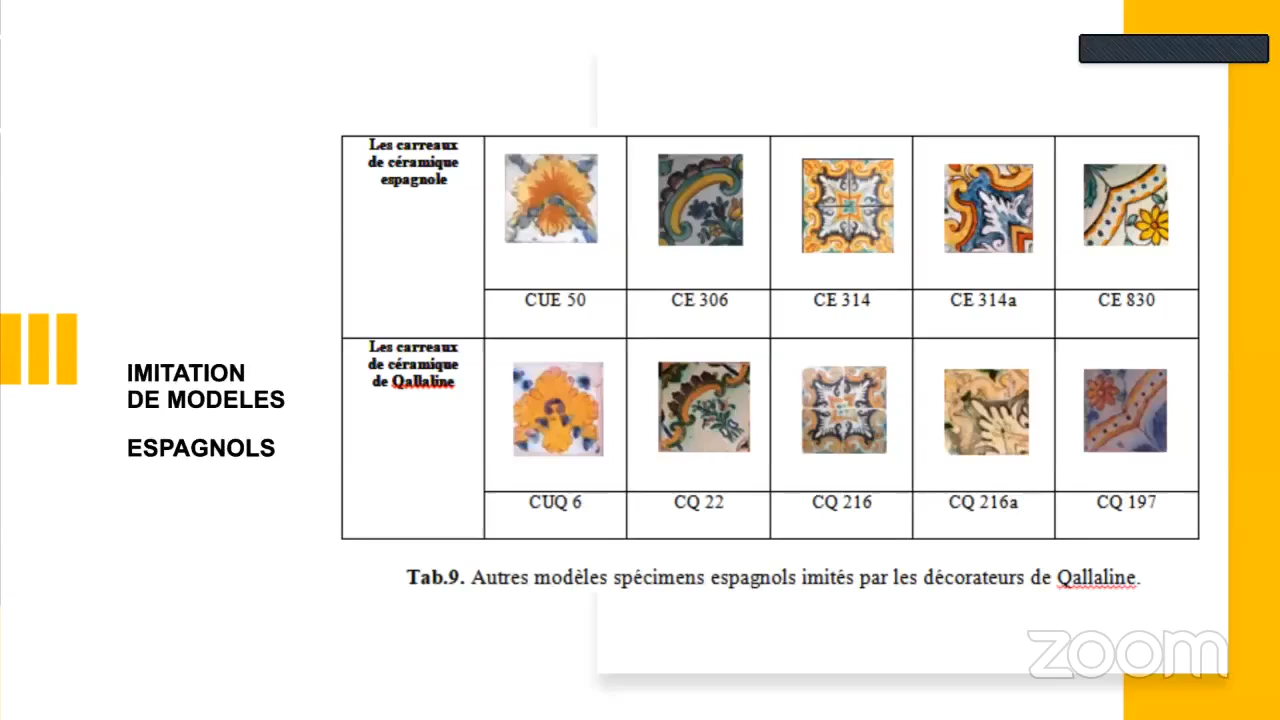 IMITATION
DE MODELES
ESPAGNOLS
Les carreaux
de céramique
espagnole
CUE 50
CE 306
CE 314
CE 314a
CE 830
Les carreaux
de céramique
de Qallaline
CUQ 6
CQ 22
CQ 216
CQ 216a
CQ 197
Tab.9. Autres modèles spécimens espagnols imités par les décorateurs de Qallaline.
zoom